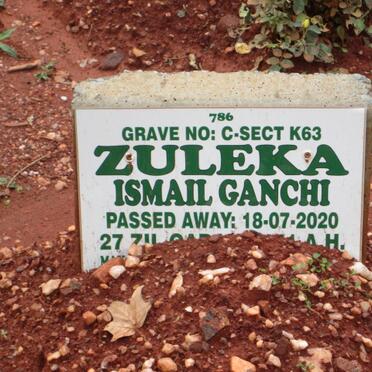 786
GRAVE NO: C-SECT K63
ZULEKA
ISMAIL GANCHI
PASSED AWAY: 18-07-2020
27 ZIL A.H.